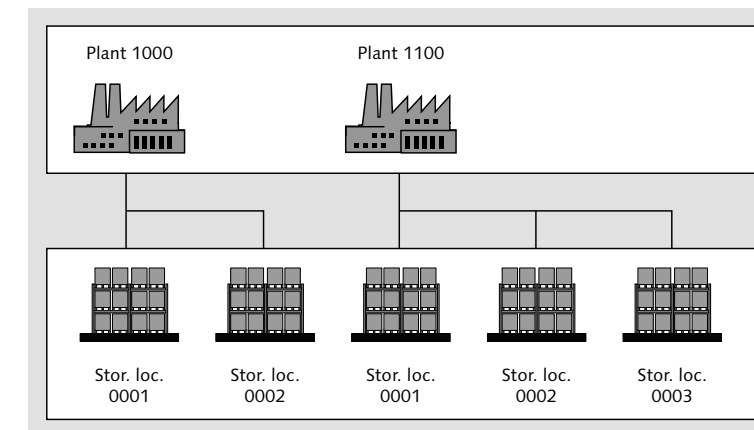 Plant 1000
Plant 1100
Stor. loc.
0001
Stor. loc.
0002
Stor. loc.
0001
Stor. loc.
0002
Stor. loc.
0003